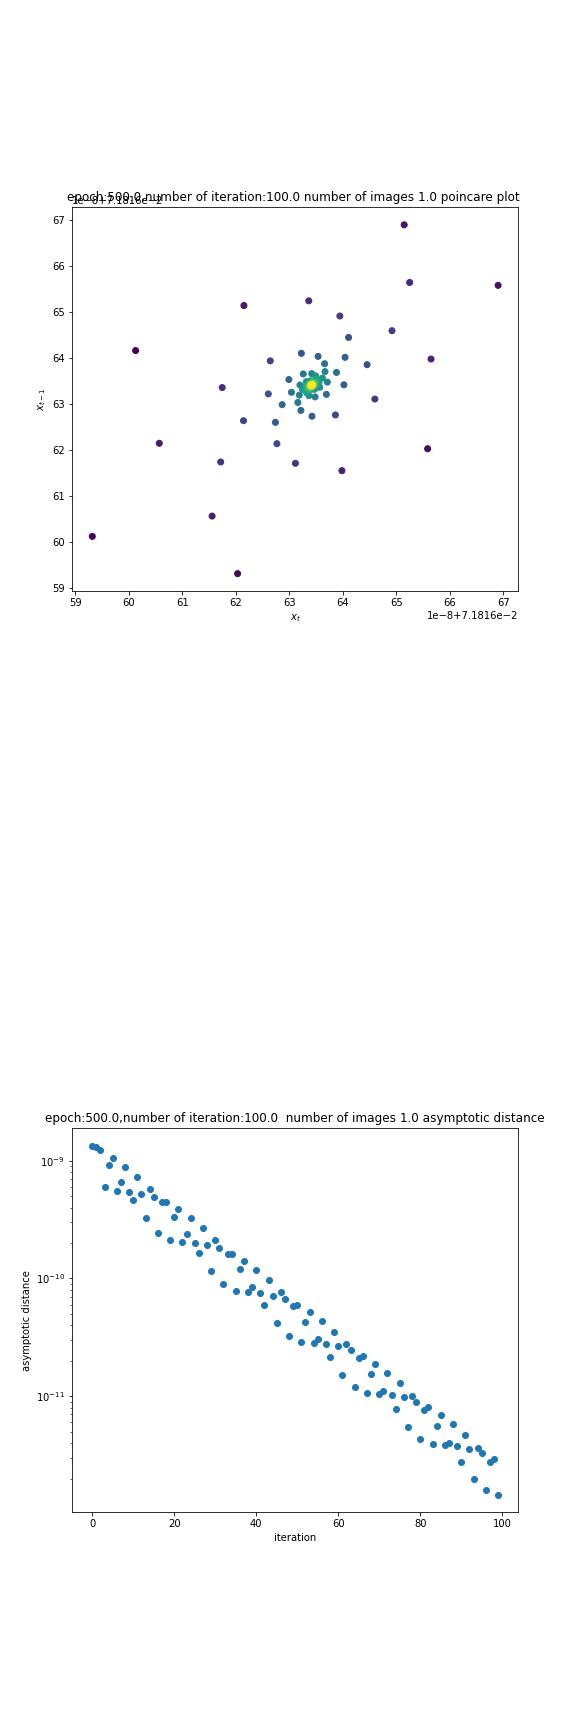 epoch:500.0,number of iteration:100.0 number of images 1.0 poincare plot
1e−8+7.1816e−2
67
66
65
64
63
62
61
60
59
x_{t−1}
59 60 61 62 63 64 65 66 67
x_t
1e−8+7.1816e−2
epoch:500.0,number of iteration:100.0 number of images 1.0 asymptotic distance
10⁻⁹
10⁻¹⁰
10⁻¹¹
asymptotic distance
0 20 40 60 80 100
iteration